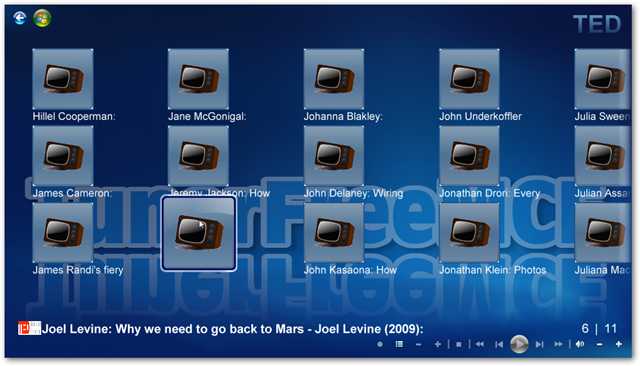 TED
Hillel Cooperman:
Jane McGonigal:
Johanna Blakley:
John Underkoffler
Julia Sween
James Cameron:
Jeremy Jackson: How
John Delaney: Wiring
Jonathan Dron: Every
Julian Assa
TunerFreeMCE
James Randi's fiery
John Kasaona: How
Jonathan Klein: Photos
Juliana Mac
Joel Levine: Why we need to go back to Mars - Joel Levine (2009):
6 | 11